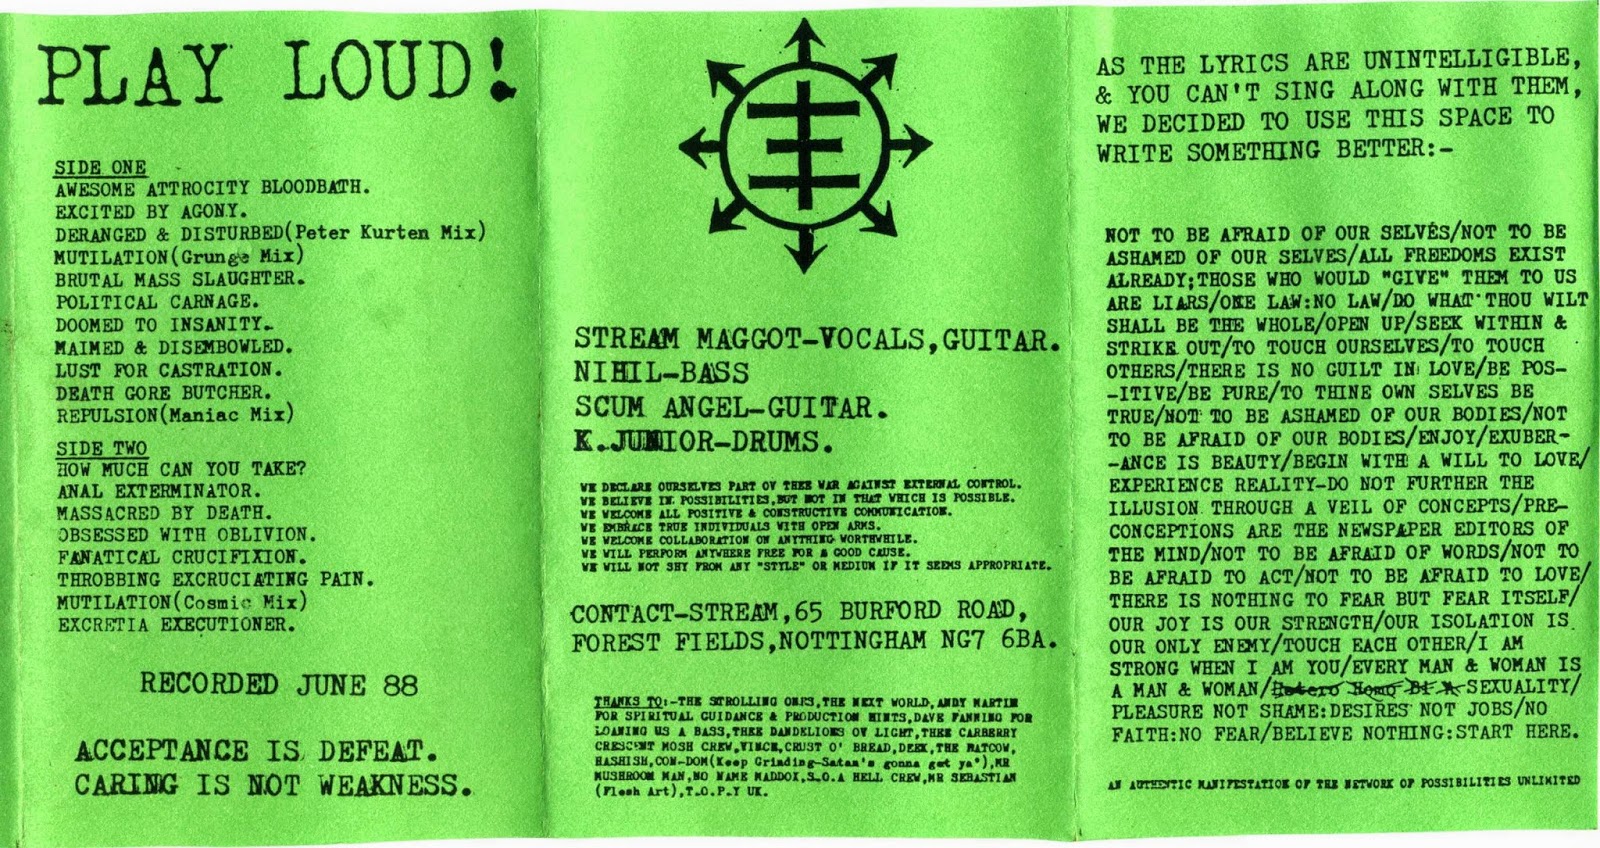 PLAY LOUD!
SIDE ONE
AWESOME ATTROCITY BLOODBATH.
EXCITED BY AGONY.
DERANGED & DISTURBED(Peter Kurten Mix)
MUTILATION(Grunge Mix)
BRUTAL MASS SLAUGHTER.
POLITICAL CARNAGE.
DOOMED TO INSANITY.
MAIMED & DISEMBOWLED.
LUST FOR CASTRATION.
DEATH GORE BUTCHER.
REPULSION(Maniac Mix)
SIDE TWO
HOW MUCH CAN YOU TAKE?
ANAL EXTERMINATOR.
MASSACRED BY DEATH.
OBSESSED WITH OBLIVION.
FANATICAL CRUCIFIXION.
THROBBING EXCRUCIATING PAIN.
MUTILATION(Cosmic Mix)
EXCRETIA EXECUTIONER.
RECORDED JUNE 88
ACCEPTANCE IS DEFEAT.
CARING IS NOT WEAKNESS.
STREAM MAGGOT-VOCALS,GUITAR.
NIHIL-BASS
SCUM ANGEL-GUITAR.
K.JUNIOR-DRUMS.
WE DECLARE OURSELVES PART OV THEE WAR AGAINST EXTERNAL CONTROL.
WE BELIEVE IN POSSIBILITIES,BUT NOT IN THAT WHICH IS POSSIBLE.
WE WELCOME ALL POSITIVE & CONSTRUCTIVE COMMUNICATION.
WE EMBRACE TRUE INDIVIDUALS WITH OPEN ARMS.
WE WELCOME COLLABORATION ON ANYTHING WORTHWHILE.
WE WILL PERFORM ANYWHERE FREE FOR A GOOD CAUSE.
WE WILL NOT SHY FROM ANY "STYLE" OR MEDIUM IF IT SEEMS APPROPRIATE.
CONTACT-STREAM,65 BURFORD ROAD,
FOREST FIELDS,NOTTINGHAM NG7 6BA.
THANKS TO:-THE STROLLING ONES,THE NEXT WORLD,ANDY MARTIN
FOR SPIRITUAL GUIDANCE & PRODUCTION HINTS,DAVE FANNING FOR
LOANING US A BASS,THEE DANDELIONS OV LIGHT,THEE CARBERRY
CRESCENT MOSH CREW,VINCE,CRUST O' BREAD,DEEK,THE RATCOW,
HASHISH,CON-DOM(Keep Grinding-Satan's gonna get ya'),MR
MUSHROOM MAN,NO NAME MADDOX,S.O.A HELL CREW,MR SEBASTIAN
(Flesh Art),T.O.P.Y UK.
AS THE LYRICS ARE UNINTELLIGIBLE,
& YOU CAN'T SING ALONG WITH THEM,
WE DECIDED TO USE THIS SPACE TO
WRITE SOMETHING BETTER:-
NOT TO BE AFRAID OF OUR SELVES/NOT TO BE
ASHAMED OF OUR SELVES/ALL FREEDOMS EXIST
ALREADY;THOSE WHO WOULD "GIVE" THEM TO US
ARE LIARS/ONE LAW:NO LAW/DO WHAT THOU WILT
SHALL BE THE WHOLE/OPEN UP/SEEK WITHIN &
STRIKE OUT/TO TOUCH OURSELVES/TO TOUCH
OTHERS/THERE IS NO GUILT IN LOVE/BE POS-
-ITIVE/BE PURE/TO THINE OWN SELVES BE
TRUE/NOT TO BE ASHAMED OF OUR BODIES/NOT
TO BE AFRAID OF OUR BODIES/ENJOY/EXUBER-
-ANCE IS BEAUTY/BEGIN WITH A WILL TO LOVE/
EXPERIENCE REALITY-DO NOT FURTHER THE
ILLUSION THROUGH A VEIL OF CONCEPTS/PRE-
CONCEPTIONS ARE THE NEWSPAPER EDITORS OF
THE MIND/NOT TO BE AFRAID OF WORDS/NOT TO
BE AFRAID TO ACT/NOT TO BE AFRAID TO LOVE/
THERE IS NOTHING TO FEAR BUT FEAR ITSELF/
OUR JOY IS OUR STRENGTH/OUR ISOLATION IS
OUR ONLY ENEMY/TOUCH EACH OTHER/I AM
STRONG WHEN I AM YOU/EVERY MAN & WOMAN IS
A MAN & WOMAN/Hetero Homo Bi A SEXUALITY/
PLEASURE NOT SHAME:DESIRES NOT JOBS/NO
FAITH:NO FEAR/BELIEVE NOTHING:START HERE.
AN AUTHENTIC MANIFESTATION OF THE NETWORK OF POSSIBILITIES UNLIMITED